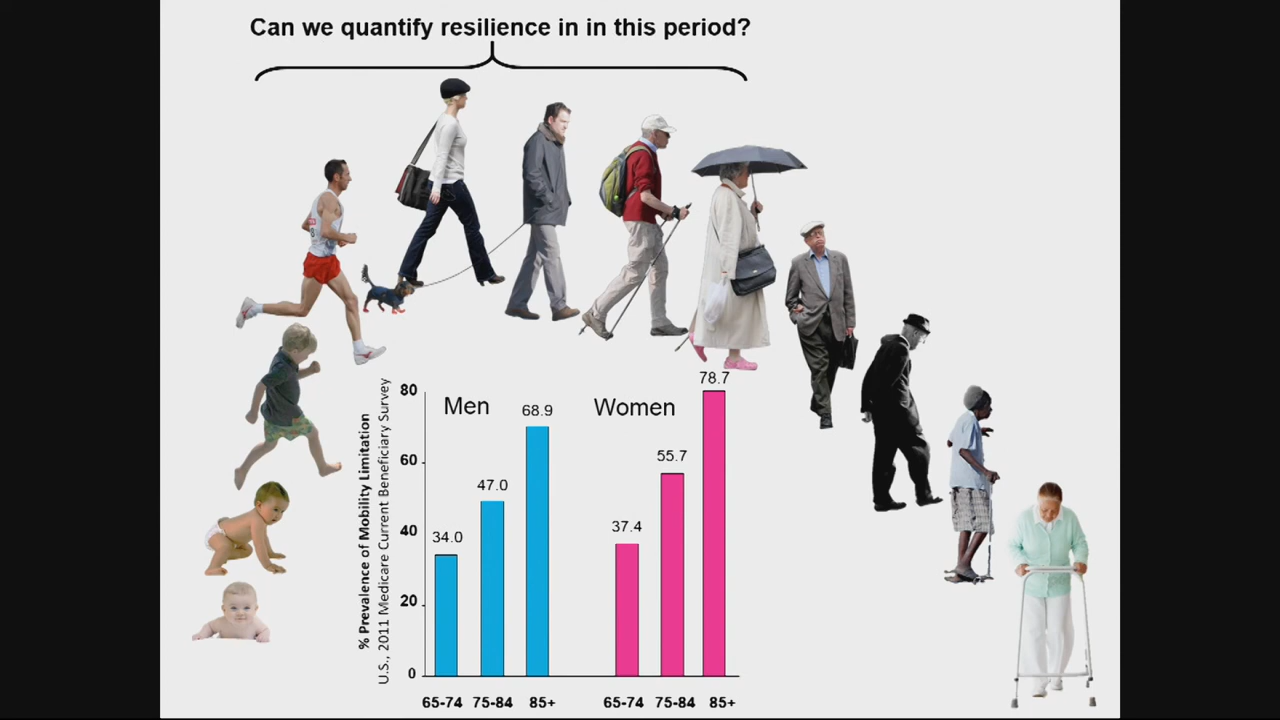 Can we quantify resilience in in this period?
% Prevalence of Mobility Limitation
U.S., 2011 Medicare Current Beneficiary Survey
80
60
40
20
0
Men
34.0
47.0
68.9
65-74 75-84 85+
Women
37.4
55.7
78.7
65-74 75-84 85+